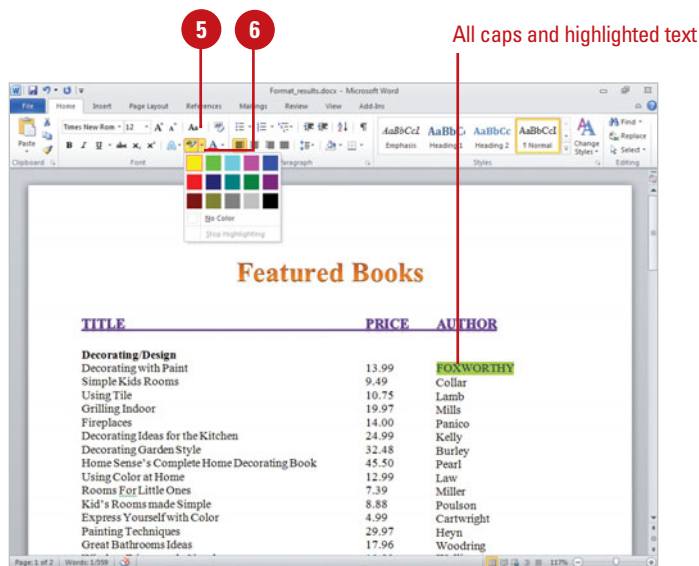 5 6 All caps and highlighted text
Format_results.docx - Microsoft Word
File Home Insert Page Layout References Mailings Review View Add-Ins
Times New Rom 12 Aa AaBbCcI AaBbC AaBbCc AaBbCcI Find
Replace
Paste B I U abc Emphasis Heading 1 Heading 2 ¶ Normal Change Styles Select
Clipboard Font Paragraph Styles Editing
No Color
Stop Highlighting
Featured Books
TITLE PRICE AUTHOR
Decorating/Design
Decorating with Paint 13.99 FOXWORTHY
Simple Kids Rooms 9.49 Collar
Using Tile 10.75 Lamb
Grilling Indoor 19.97 Mills
Fireplaces 14.00 Panico
Decorating Ideas for the Kitchen 24.99 Kelly
Decorating Garden Style 32.48 Burley
Home Sense's Complete Home Decorating Book 45.50 Pearl
Using Color at Home 12.99 Law
Rooms For Little Ones 7.39 Miller
Kid's Rooms made Simple 8.88 Poulson
Express Yourself with Color 4.99 Cartwright
Painting Techniques 29.97 Heyn
Great Bathrooms Ideas 17.96 Woodring
Page: 1 of 2 Words: 1/359 117%